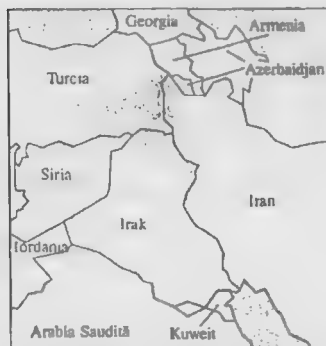 Georgia
Armenia
Azerbaidjan
Turcia
Siria
Iran
Irak
Iordania
Arabia Saudită
Kuweit